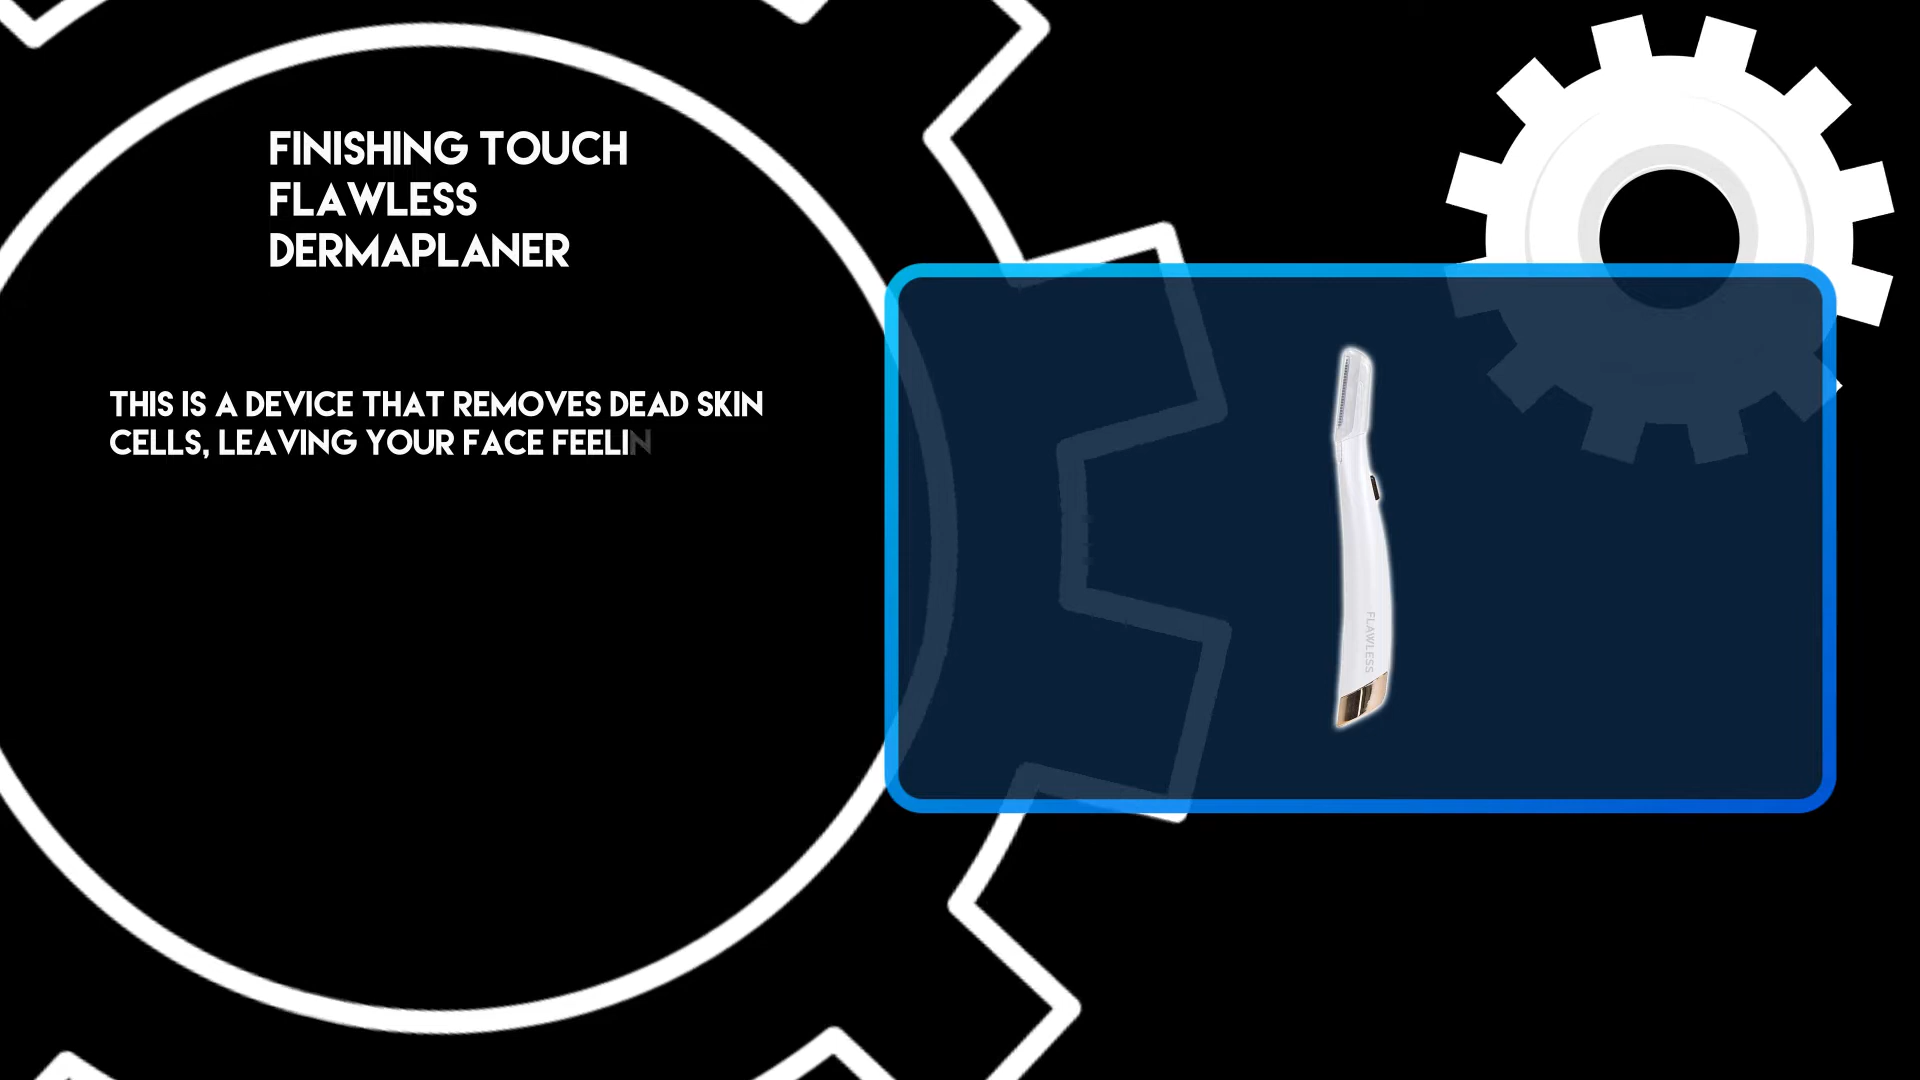 FINISHING TOUCH
FLAWLESS
DERMAPLANER
THIS IS A DEVICE THAT REMOVES DEAD SKIN
CELLS, LEAVING YOUR FACE FEELIN
FLAWLESS